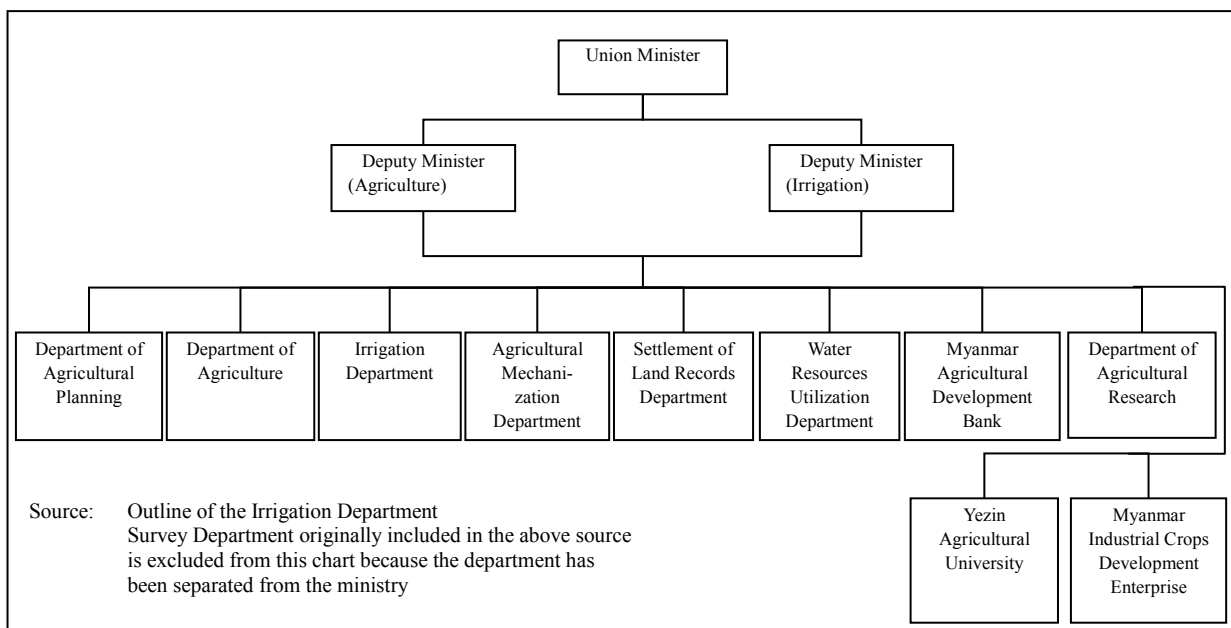 Union Minister
Deputy Minister
(Agriculture)
Deputy Minister
(Irrigation)
Department of
Agricultural
Planning
Department of
Agriculture
Irrigation
Department
Agricultural
Mechani-
zation
Department
Settlement of
Land Records
Department
Water
Resources
Utilization
Department
Myanmar
Agricultural
Development
Bank
Department of
Agricultural
Research
Yezin
Agricultural
University
Myanmar
Industrial Crops
Development
Enterprise
Source: Outline of the Irrigation Department
Survey Department originally included in the above source
is excluded from this chart because the department has
been separated from the ministry